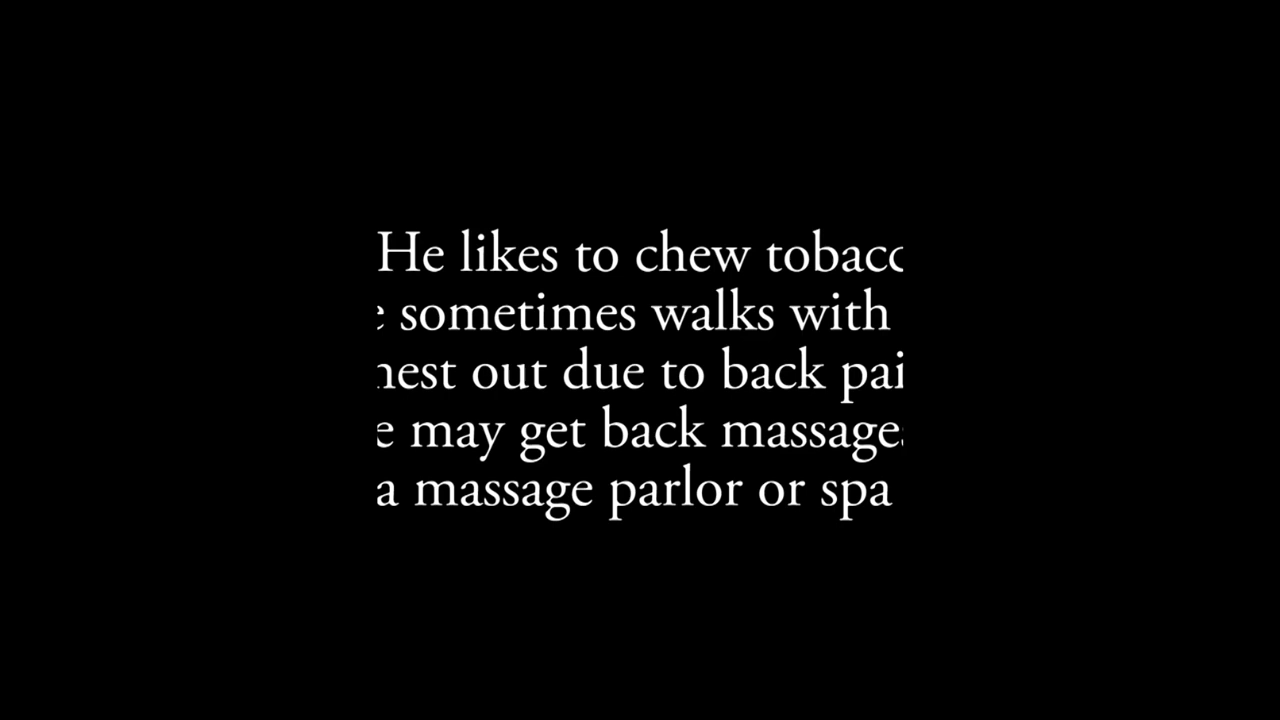 He likes to chew
sometimes walks with
out due to back
may get back
a massage parlor or spa